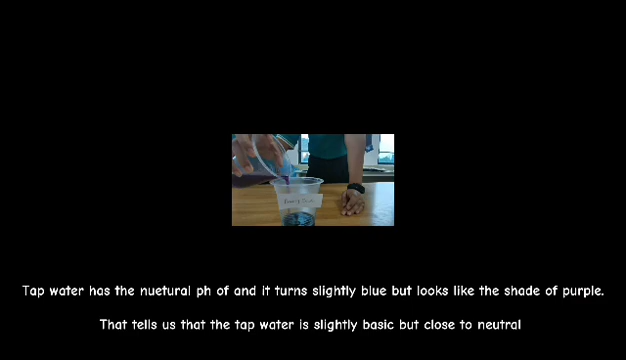 Tap water has the nuetural ph of and it turns slightly blue but looks like the shade of purple.
That tells us that the tap water is slightly basic but close to neutral